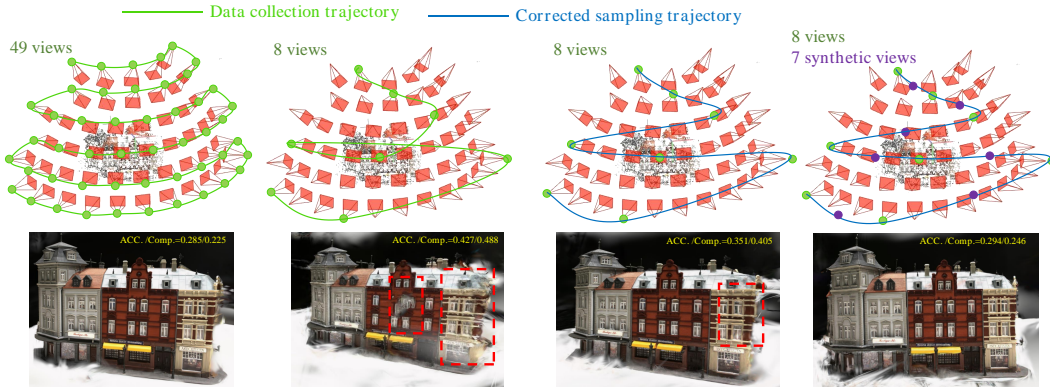 Data collection trajectory
Corrected sampling trajectory
49 views
8 views
8 views
8 views
7 synthetic views
ACC. /Comp.=0.285/0.225
ACC. /Comp.=0.427/0.488
ACC. /Comp.=0.351/0.405
ACC. /Comp.=0.294/0.246